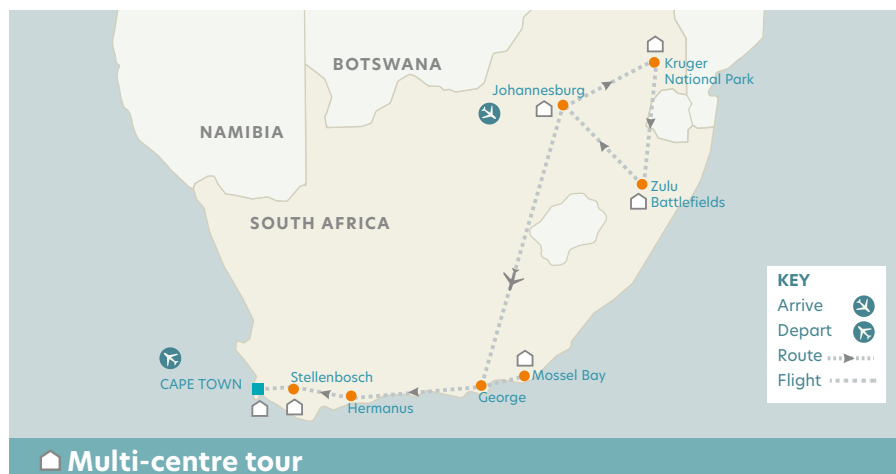 BOTSWANA
Kruger
National Park
Johannesburg
NAMIBIA
Zulu
Battlefields
SOUTH AFRICA
KEY
Arrive
Depart
Route
Flight
Stellenbosch
Mossel Bay
CAPE TOWN
George
Hermanus
Multi-centre tour